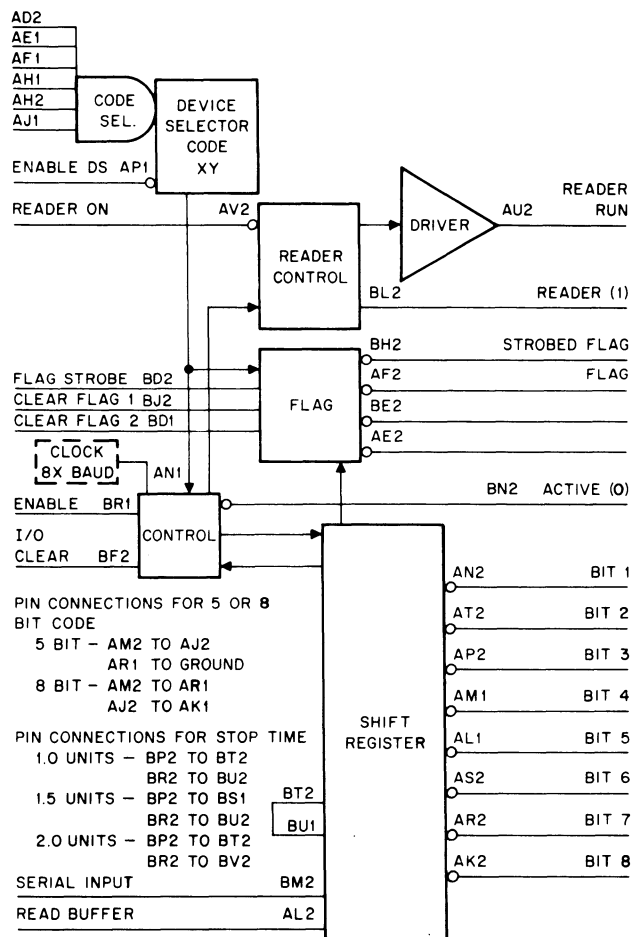 AD2
AE1
AF1
AH1
AH2
AJ1
CODE
SEL.
DEVICE
SELECTOR
CODE
XY
ENABLE DS AP1
READER ON AV2
READER
CONTROL
DRIVER
AU2
READER
RUN
BL2 READER (1)
BH2 STROBED FLAG
AF2 FLAG
BE2
AE2
FLAG
FLAG STROBE BD2
CLEAR FLAG 1 BJ2
CLEAR FLAG 2 BD1
CLOCK
8X BAUD
AN1
ENABLE BR1
I/O
CLEAR BF2
CONTROL
BN2 ACTIVE (0)
PIN CONNECTIONS FOR 5 OR 8
BIT CODE
5 BIT – AM2 TO AJ2
AR1 TO GROUND
8 BIT – AM2 TO AR1
AJ2 TO AK1
PIN CONNECTIONS FOR STOP TIME
1.0 UNITS – BP2 TO BT2
BR2 TO BU2
1.5 UNITS – BP2 TO BS1
BR2 TO BU2
2.0 UNITS – BP2 TO BT2
BR2 TO BV2
BT2
BU1
SERIAL INPUT BM2
READ BUFFER AL2
SHIFT
REGISTER
AN2 BIT 1
AT2 BIT 2
AP2 BIT 3
AM1 BIT 4
AL1 BIT 5
AS2 BIT 6
AR2 BIT 7
AK2 BIT 8